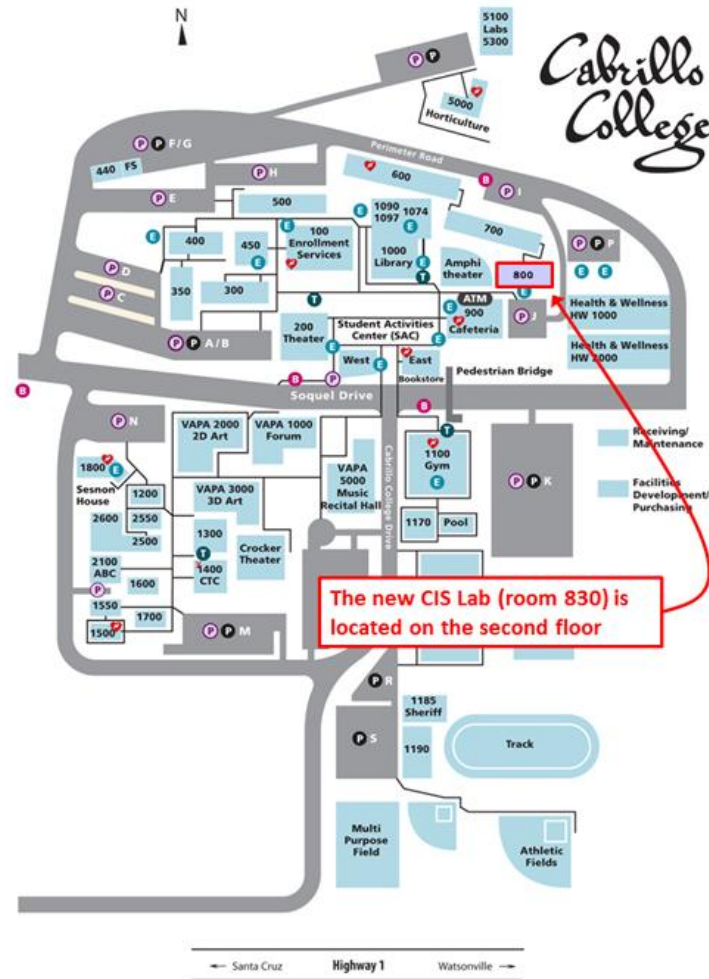 N
5100
Labs
5300
Cabrillo
College
P P
5000
Horticulture
P P F/G
Perimeter Road
440 FS
P H
600
B
P I
P E
500
1090 1074
1097
E
E
700
E
400
450
100
Enrollment
Services
E
E
1000
Library
E
Amphi
theater
P P P
E E
P D
350
300
T
T
800
E
P C
ATM
900
Cafeteria
P J
Health & Wellness
HW 1000
200
Theater
Student Activities
Center (SAC)
E
E
P P A/B
West
E
East
Bookstore
Health & Wellness
HW 2000
Pedestrian Bridge
B
B P
Soquel Drive
B
P N
VAPA 2000
2D Art
VAPA 1000
Forum
T
1100
Gym
E
Receiving/
Maintenance
1800 E
Sesnon
House
VAPA
5000
Music
Recital Hall
Cabrillo College Drive
P P K
1200
VAPA 3000
3D Art
Facilities
Development/
Purchasing
2600 2550
2500
1300
T
1170
Pool
Crocker
Theater
2100
ABC
1400
CTC
1600
P
The new CIS Lab (room 830) is
located on the second floor
1550
1700
1500
P P M
P R
1185
Sheriff
P S
1190
Track
Multi
Purpose
Field
Athletic
Fields
← Santa Cruz Highway 1 Watsonville →